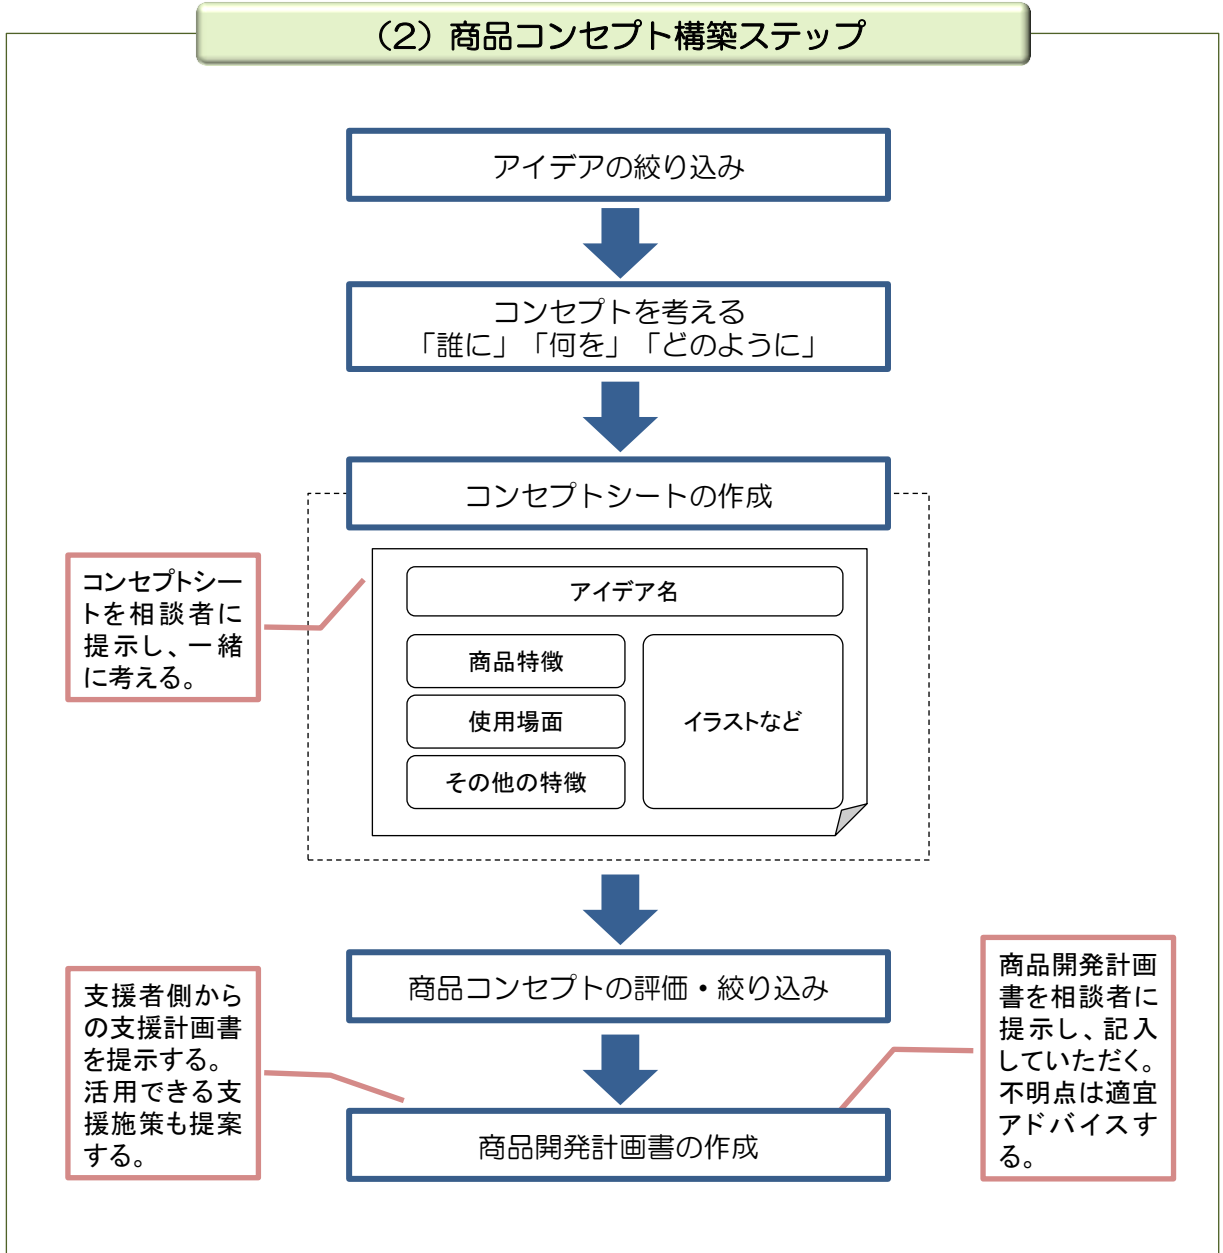 （2）商品コンセプト構築ステップ
アイデアの絞り込み
コンセプトを考える
「誰に」「何を」「どのように」
コンセプトシートの作成
コンセプトシー
トを相談者に
提示し、一緒
に考える。
アイデア名
商品特徴
使用場面
その他の特徴
イラストなど
商品コンセプトの評価・絞り込み
支援者側から
の支援計画書
を提示する。
活用できる支
援施策も提案
する。
商品開発計画
書を相談者に
提示し、記入
していただく。
不明点は適宜
アドバイスす
る。
商品開発計画書の作成